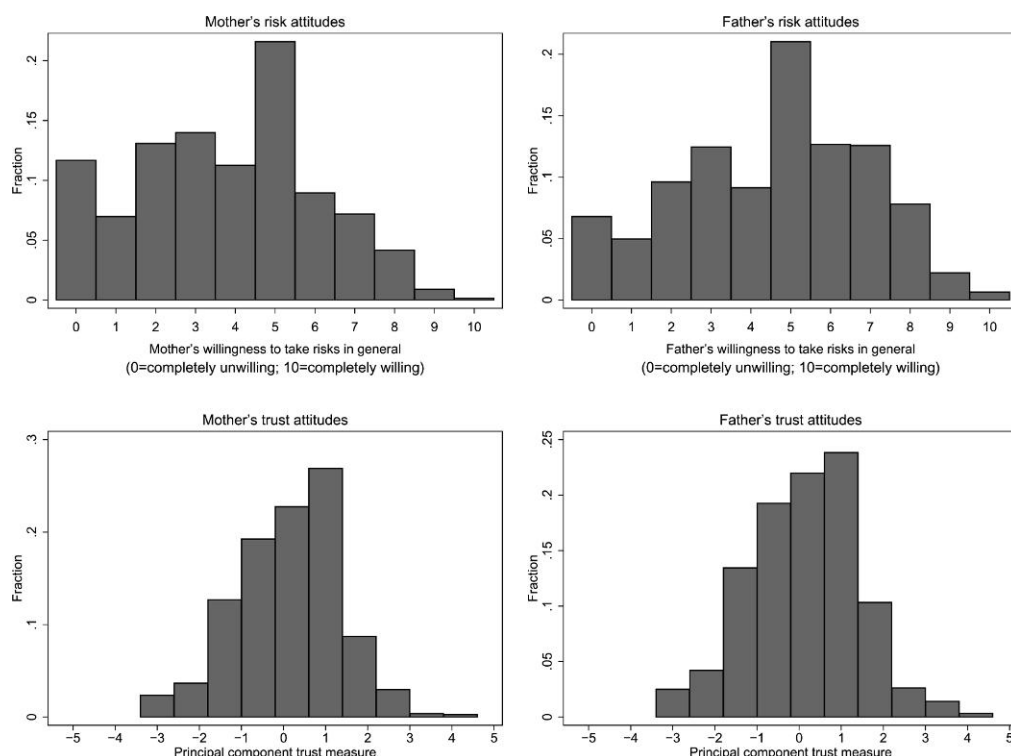 Mother's risk attitudes
Fraction
.2
.15
.1
.05
0
0 1 2 3 4 5 6 7 8 9 10
Mother's willingness to take risks in general
(0=completely unwilling; 10=completely willing)
Father's risk attitudes
Fraction
.2
.15
.1
.05
0
0 1 2 3 4 5 6 7 8 9 10
Father's willingness to take risks in general
(0=completely unwilling; 10=completely willing)
Mother's trust attitudes
Fraction
.3
.2
.1
0
−5 −4 −3 −2 −1 0 1 2 3 4 5
Principal component trust measure
Father's trust attitudes
Fraction
.25
.2
.15
.1
.05
0
−5 −4 −3 −2 −1 0 1 2 3 4 5
Principal component trust measure